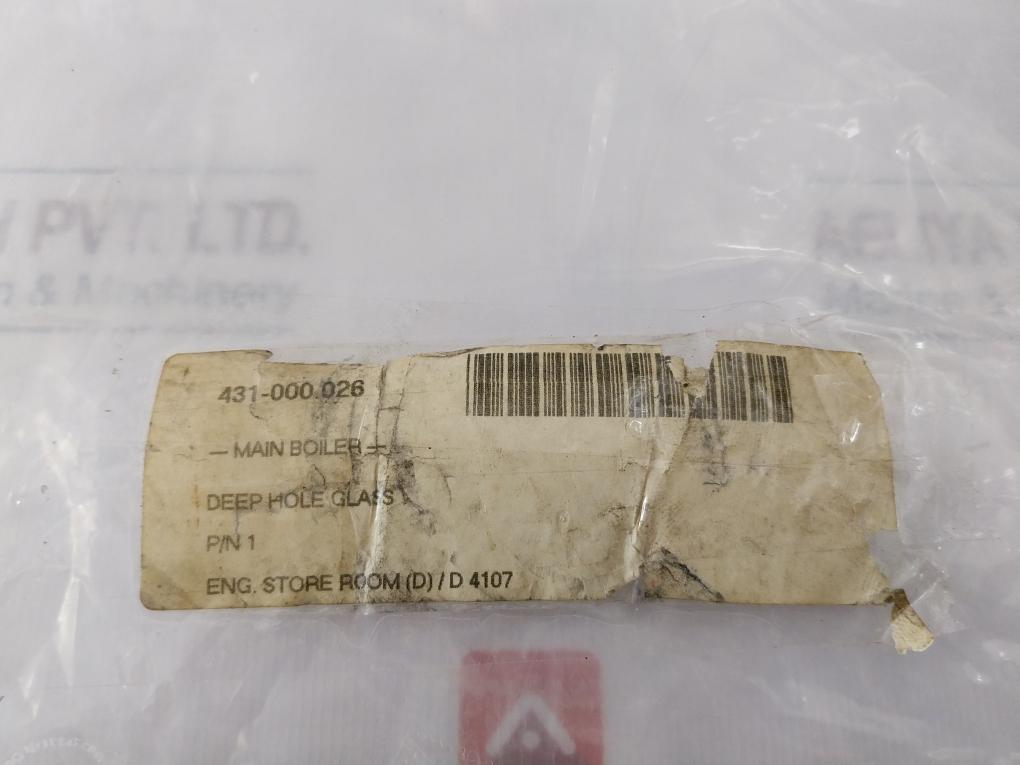 PVT. LTD.
& Machinery
431-000.026
— MAIN BOILER —
DEEP HOLE GLASS
P/N 1
ENG. STORE ROOM (D) / D 4107